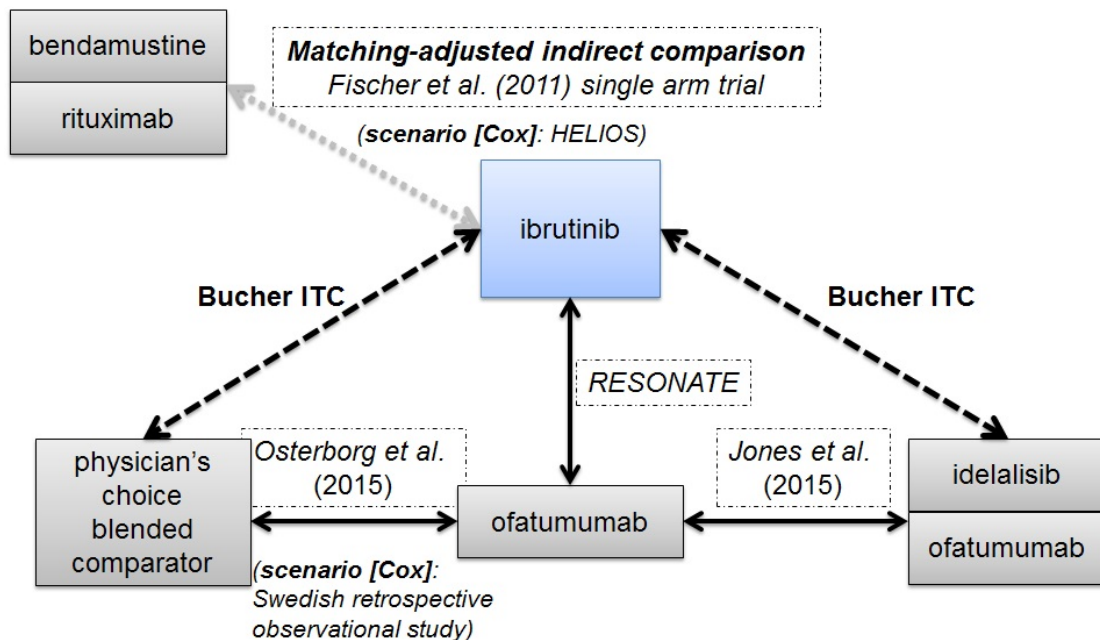 bendamustine
rituximab
Matching-adjusted indirect comparison
Fischer et al. (2011) single arm trial
(scenario [Cox]: HELIOS)
ibrutinib
Bucher ITC
Bucher ITC
RESONATE
physician's
choice
blended
comparator
Osterborg et al.
(2015)
ofatumumab
Jones et al.
(2015)
idelalisib
ofatumumab
(scenario [Cox]:
Swedish retrospective
observational study)